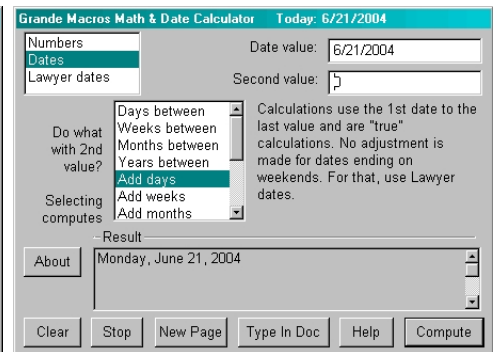 Grande Macros Math & Date Calculator Today: 6/21/2004
Numbers
Dates
Lawyer dates
Date value: 6/21/2004
Second value:
Do what with 2nd value?
Selecting computes
Days between
Weeks between
Months between
Years between
Add days
Add weeks
Add months
Calculations use the 1st date to the
last value and are "true"
calculations. No adjustment is
made for dates ending on
weekends. For that, use Lawyer
dates.
Result
Monday, June 21, 2004
About
Clear Stop New Page Type In Doc Help Compute